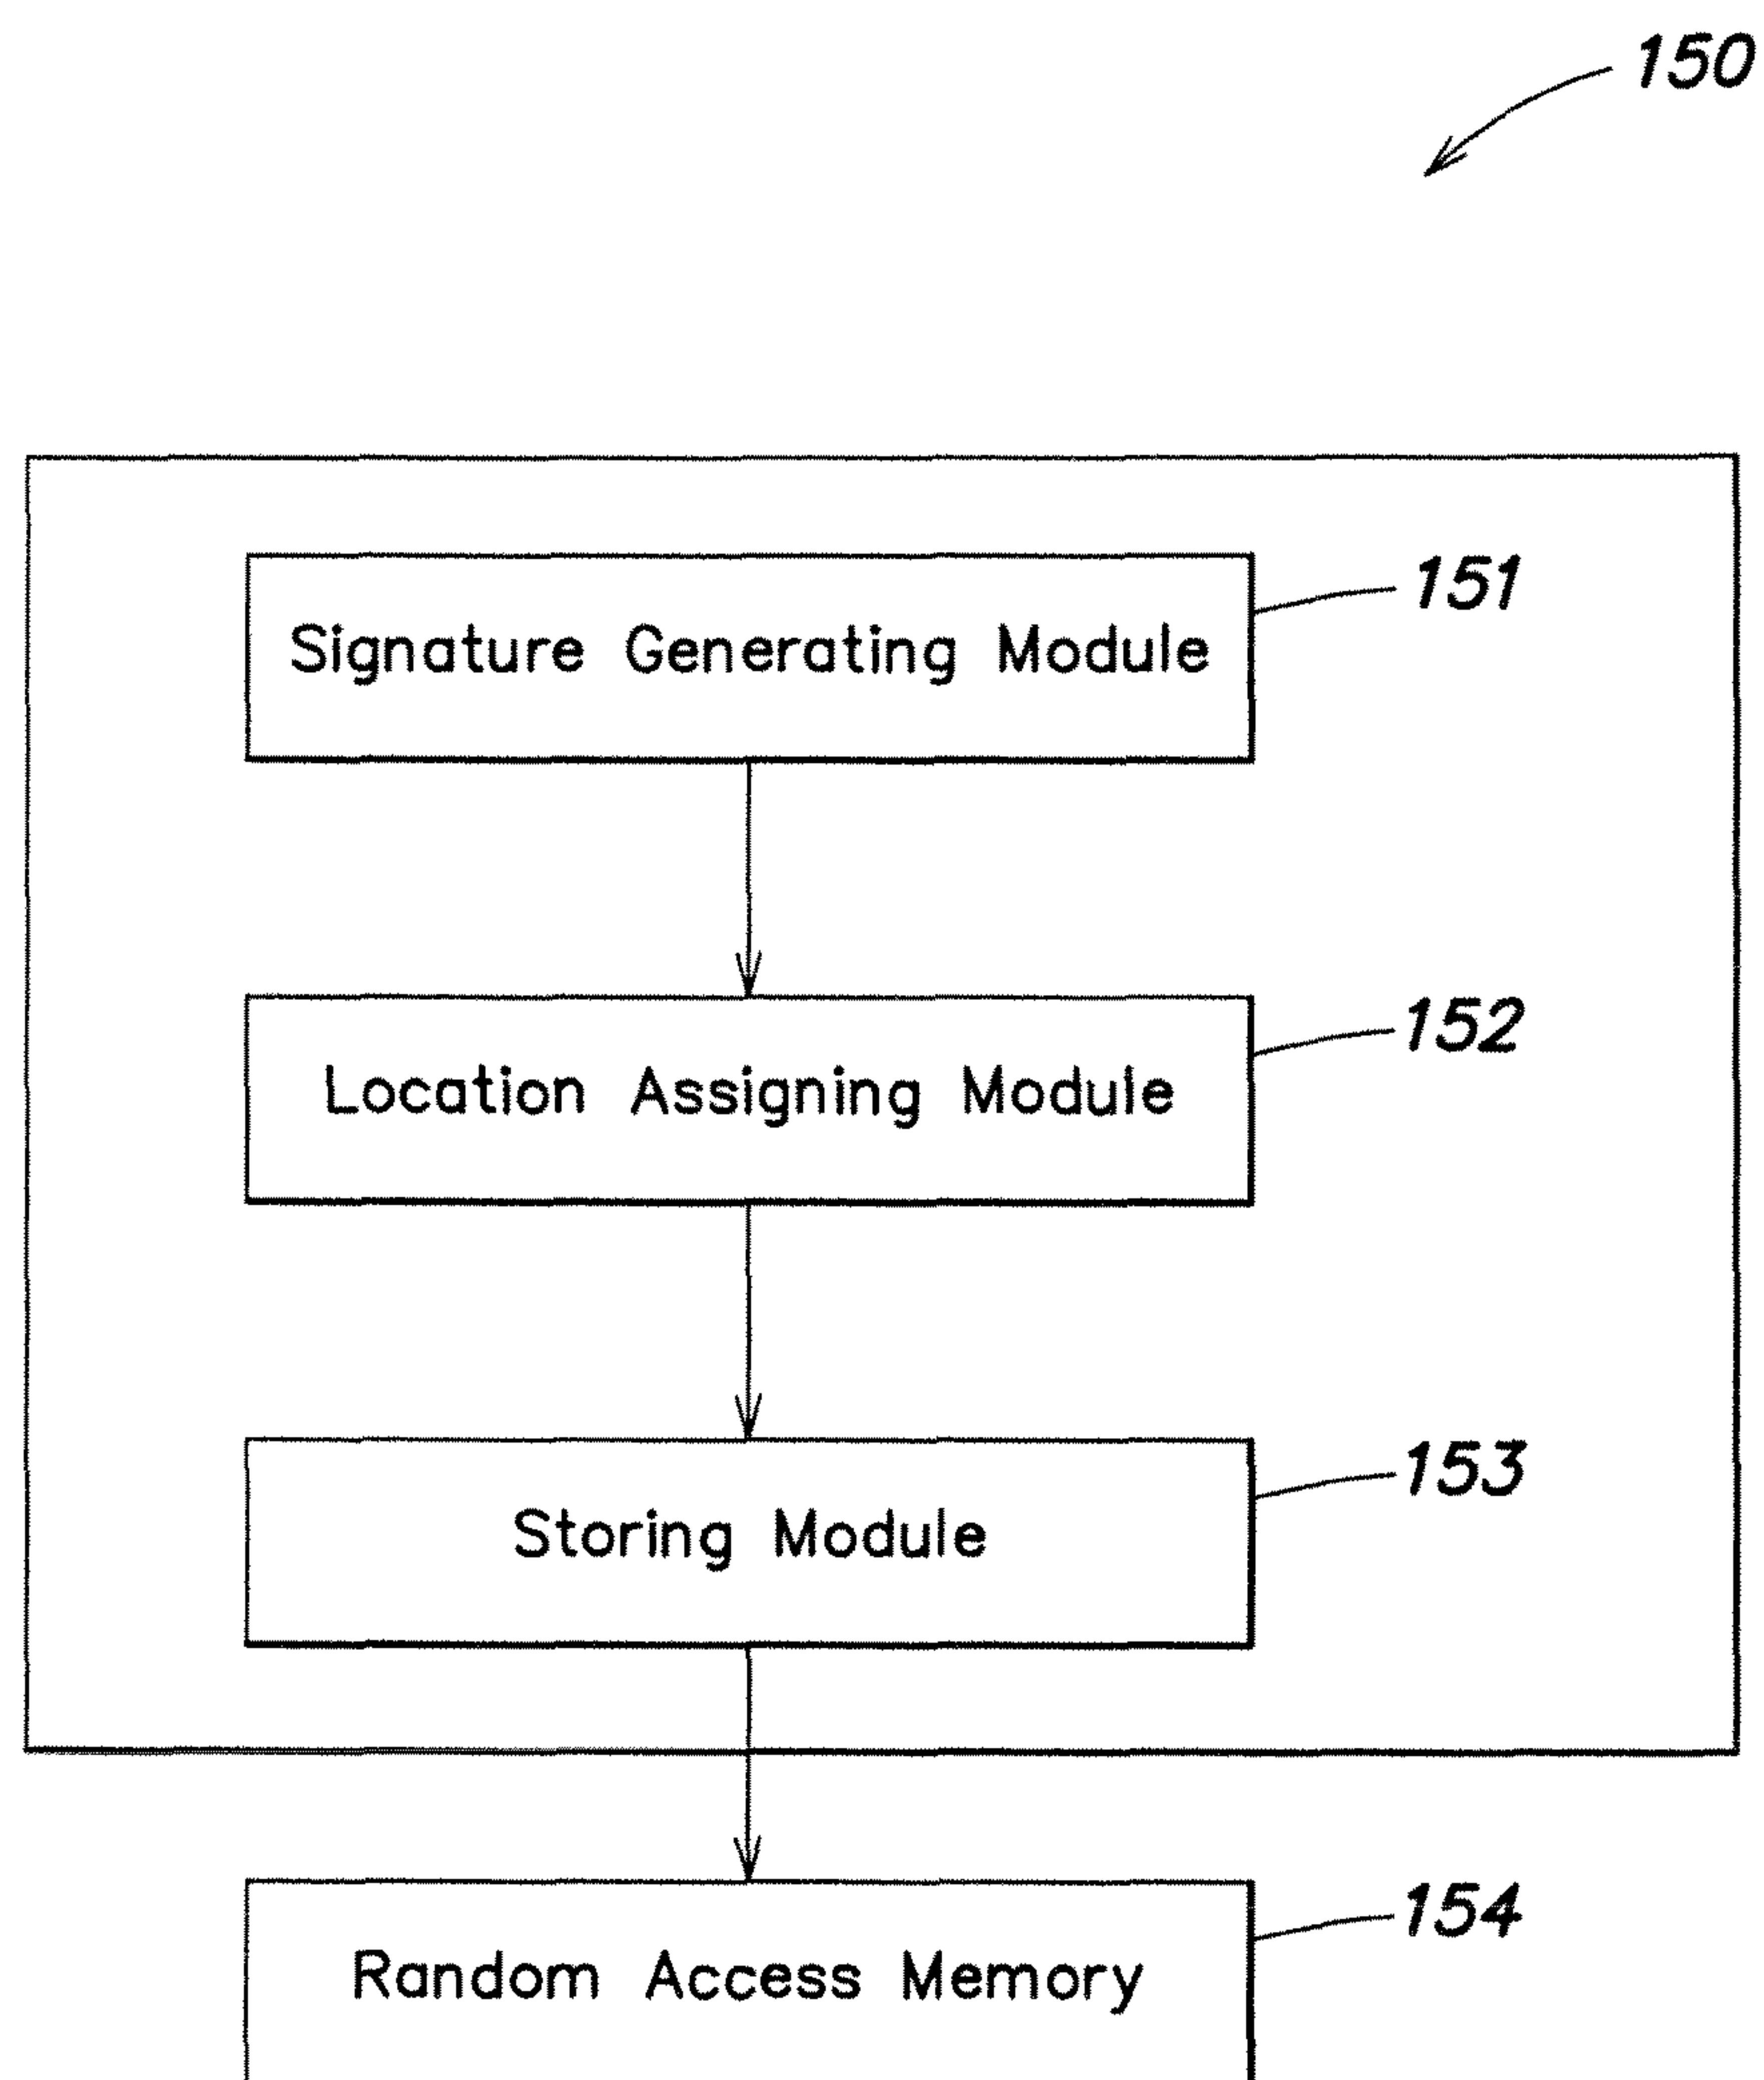 150
Signature Generating Module
151
Location Assigning Module
152
Storing Module
153
Random Access Memory
154